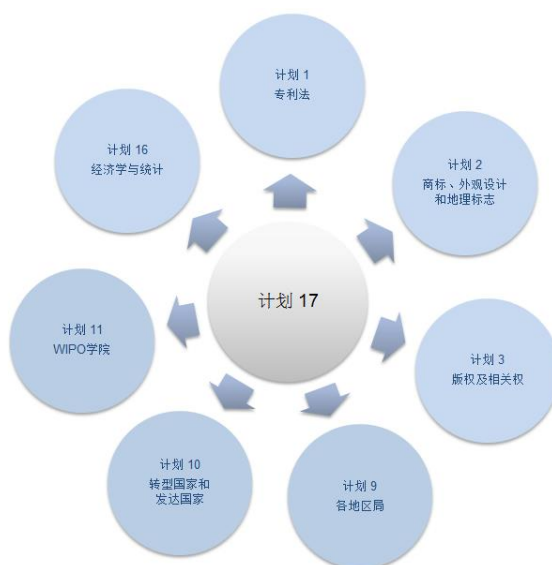 计划 1
专利法
计划 2
商标、外观设计
和地理标志
计划 3
版权及相关权
计划 9
各地区局
计划 10
转型国家和
发达国家
计划 11
WIPO学院
计划 16
经济学与统计
计划 17